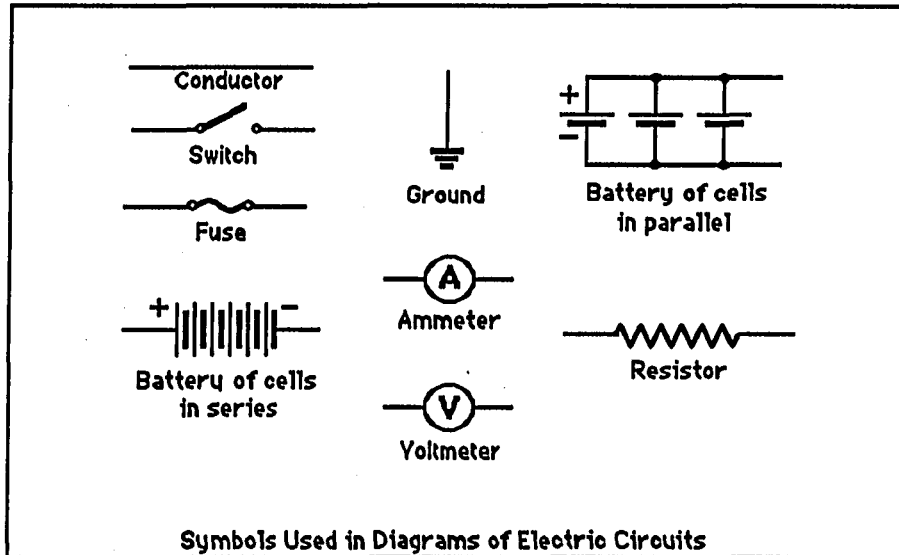 Conductor
Switch
Fuse
+ −
Battery of cells
in series
Ground
A
Ammeter
V
Voltmeter
+
−
Battery of cells
in parallel
Resistor
Symbols Used in Diagrams of Electric Circuits